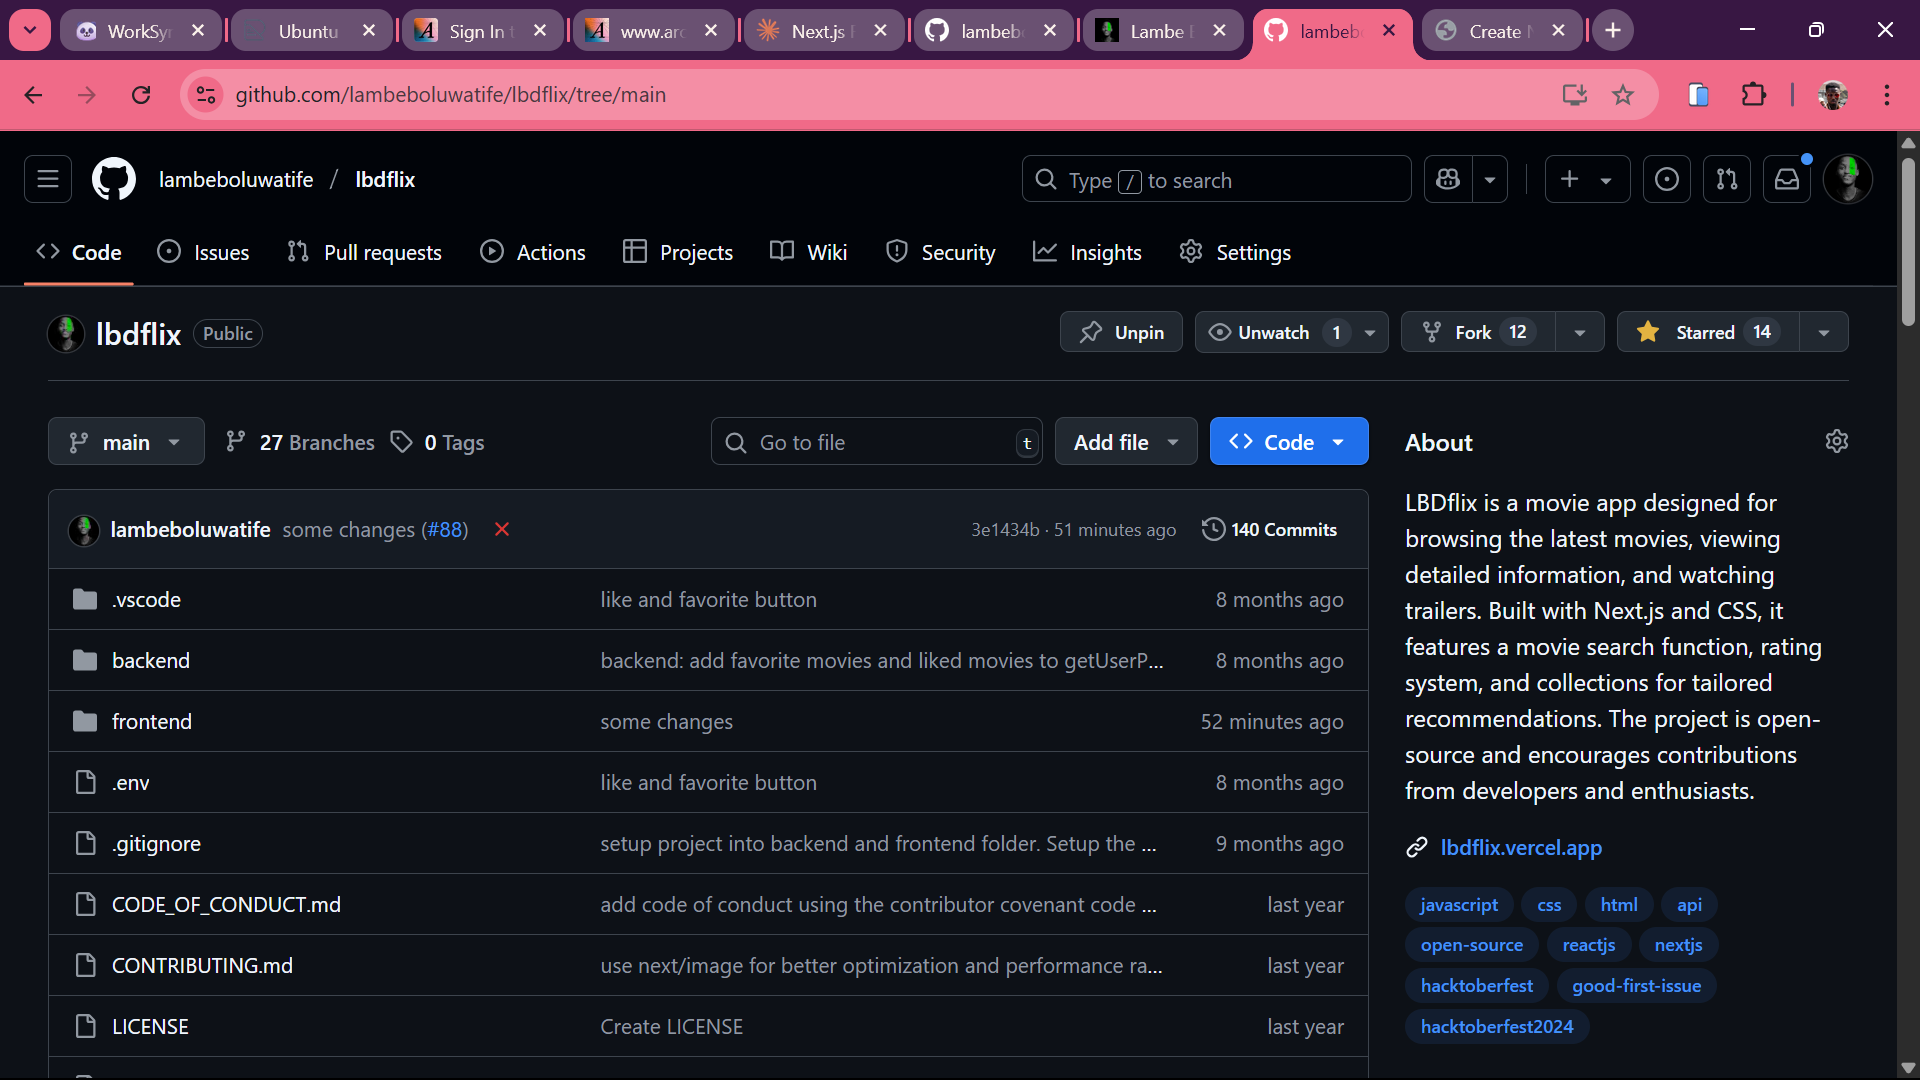 WorkSy
Ubuntu
Sign In t
www.arc
Next.js F
lambeb
Lambe B
lambeb
Create N
github.com/lambeboluwatife/lbdflix/tree/main
lambeboluwatife / lbdflix
Type / to search
Code
Issues
Pull requests
Actions
Projects
Wiki
Security
Insights
Settings
lbdflix Public
Unpin
Unwatch 1
Fork 12
Starred 14
main
27 Branches
0 Tags
Go to file t
Add file
Code
lambeboluwatife some changes (#88)
3e1434b · 51 minutes ago
140 Commits
.vscode like and favorite button 8 months ago
backend backend: add favorite movies and liked movies to getUserP... 8 months ago
frontend some changes 52 minutes ago
.env like and favorite button 8 months ago
.gitignore setup project into backend and frontend folder. Setup the ... 9 months ago
CODE_OF_CONDUCT.md add code of conduct using the contributor covenant code ... last year
CONTRIBUTING.md use next/image for better optimization and performance ra... last year
LICENSE Create LICENSE last year
About
LBDflix is a movie app designed for
browsing the latest movies, viewing
detailed information, and watching
trailers. Built with Next.js and CSS, it
features a movie search function, rating
system, and collections for tailored
recommendations. The project is open-
source and encourages contributions
from developers and enthusiasts.
lbdflix.vercel.app
javascript css html api
open-source reactjs nextjs
hacktoberfest good-first-issue
hacktoberfest2024